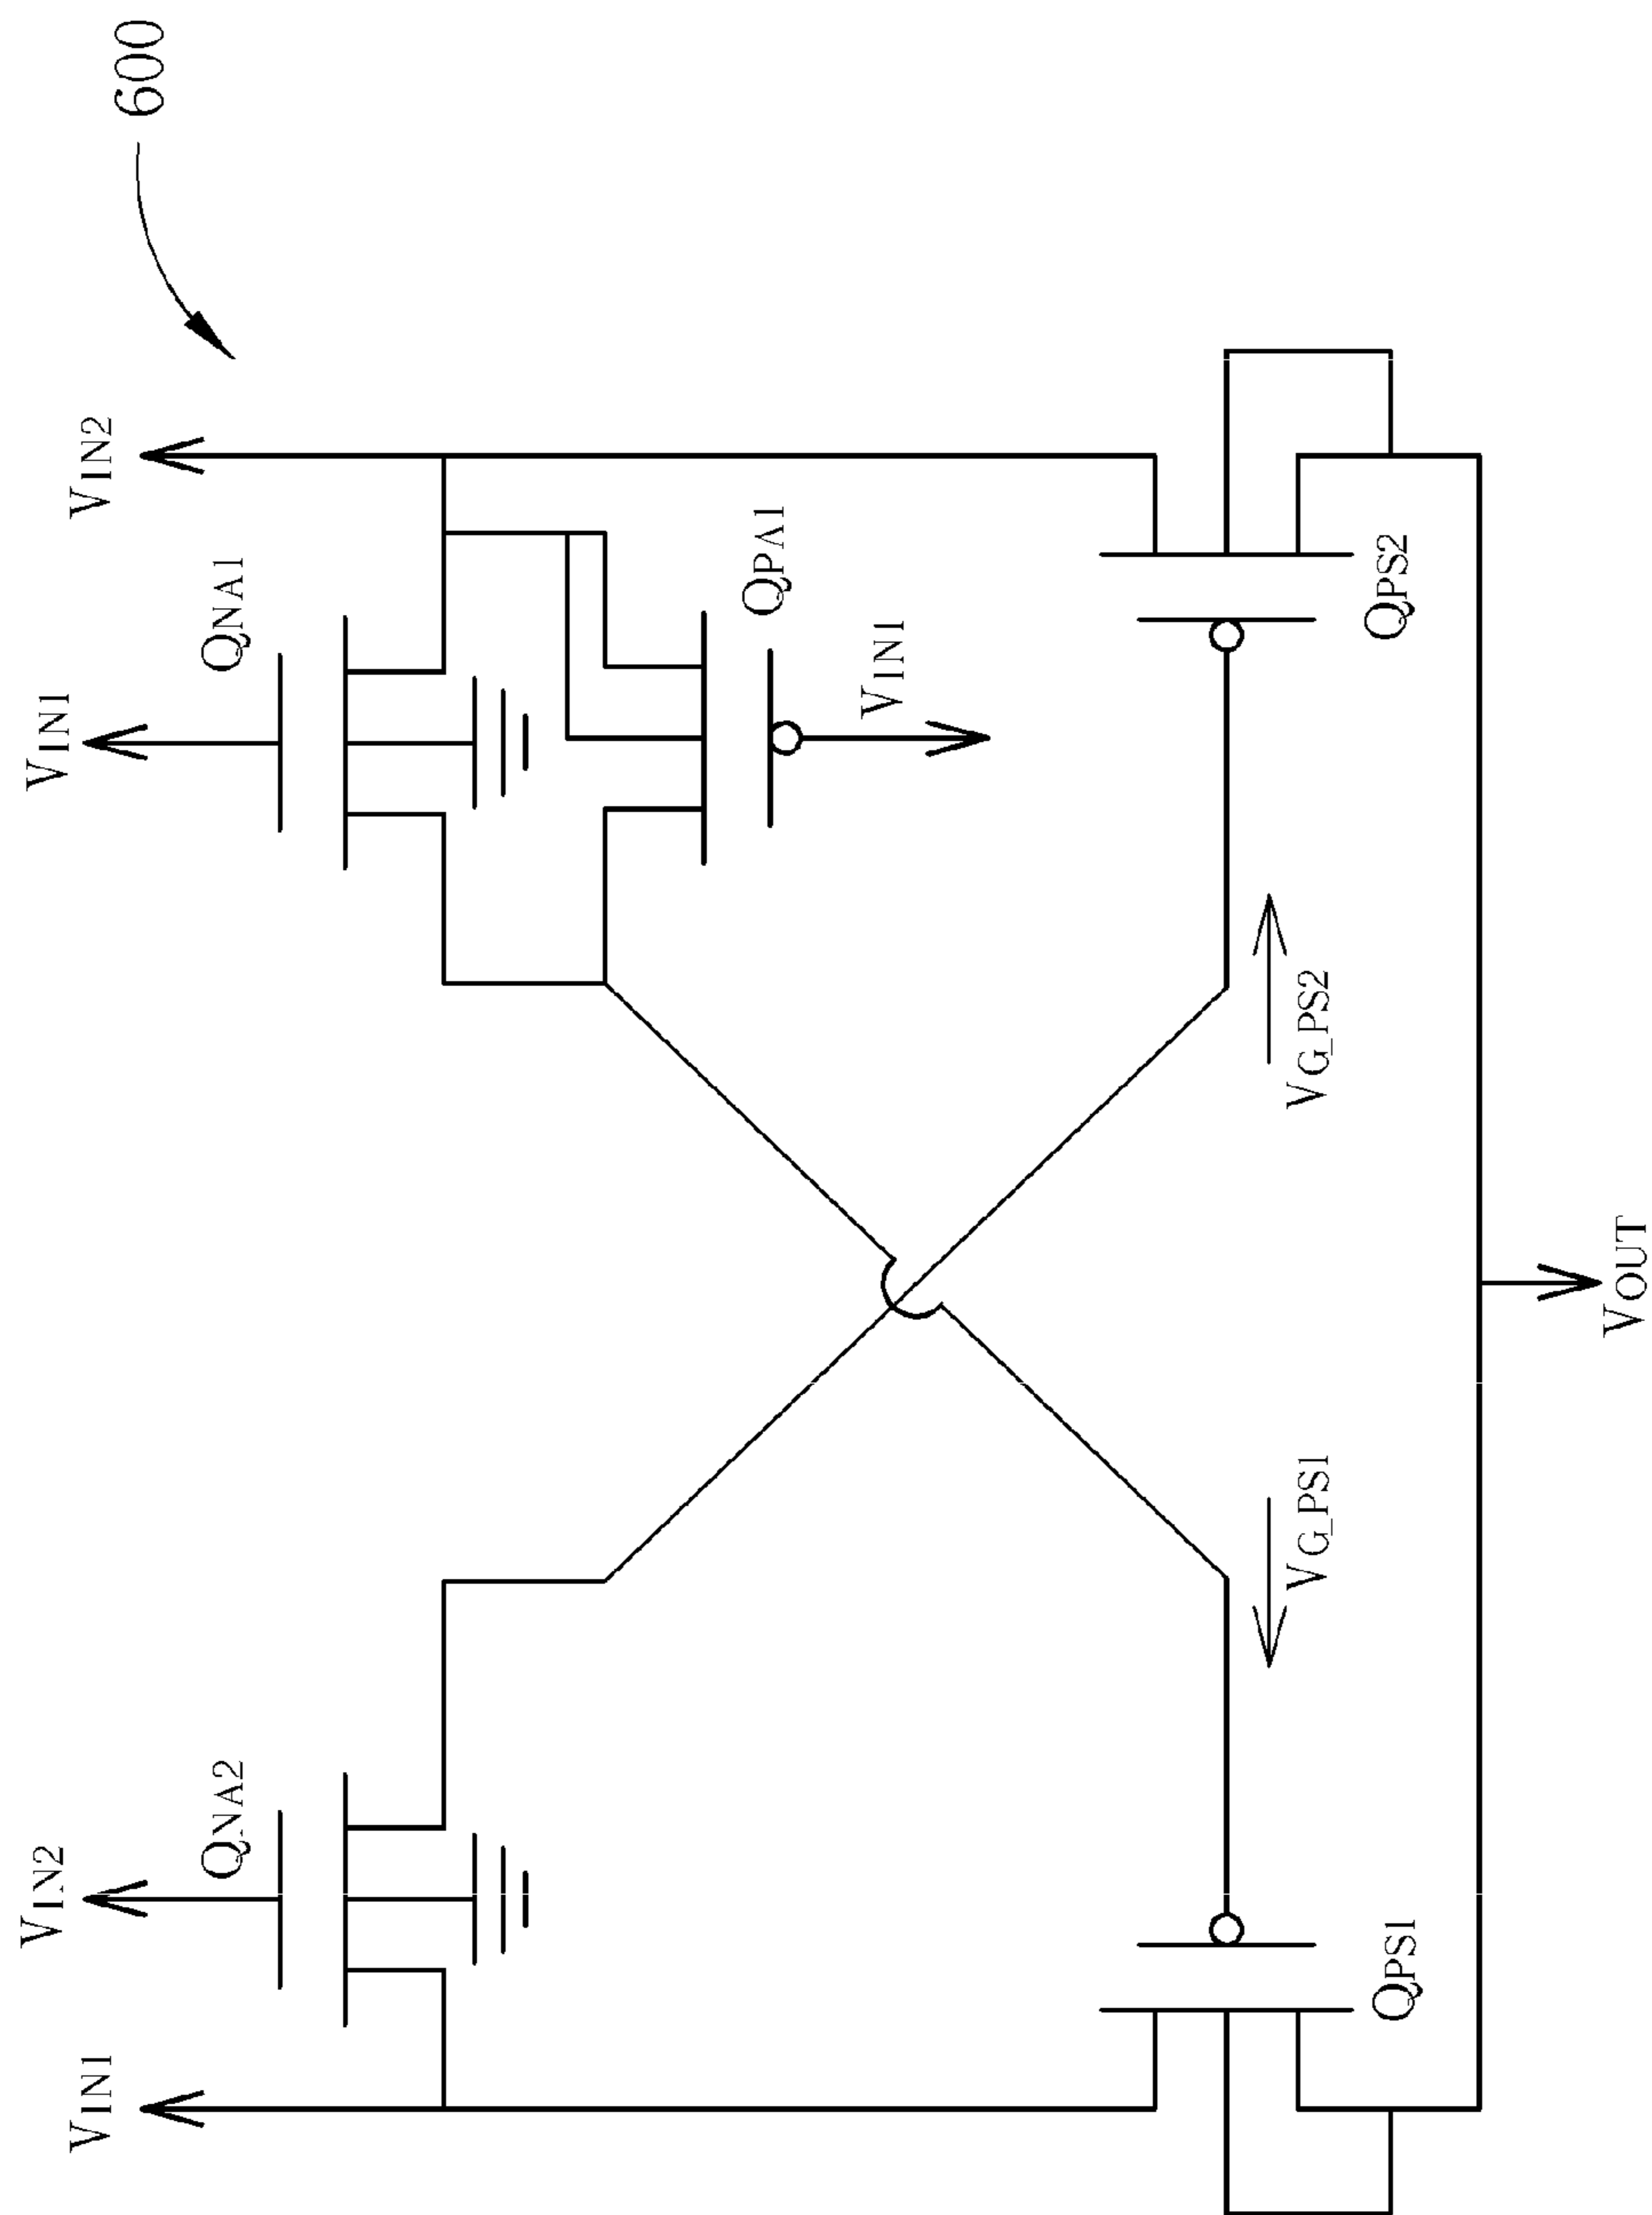 VIN2
VIN1
VIN1
VIN2
600
QNA2
QNA1
QPA1
VIN1
VG_PS1
VG_PS2
QPS1
QPS2
VOUT